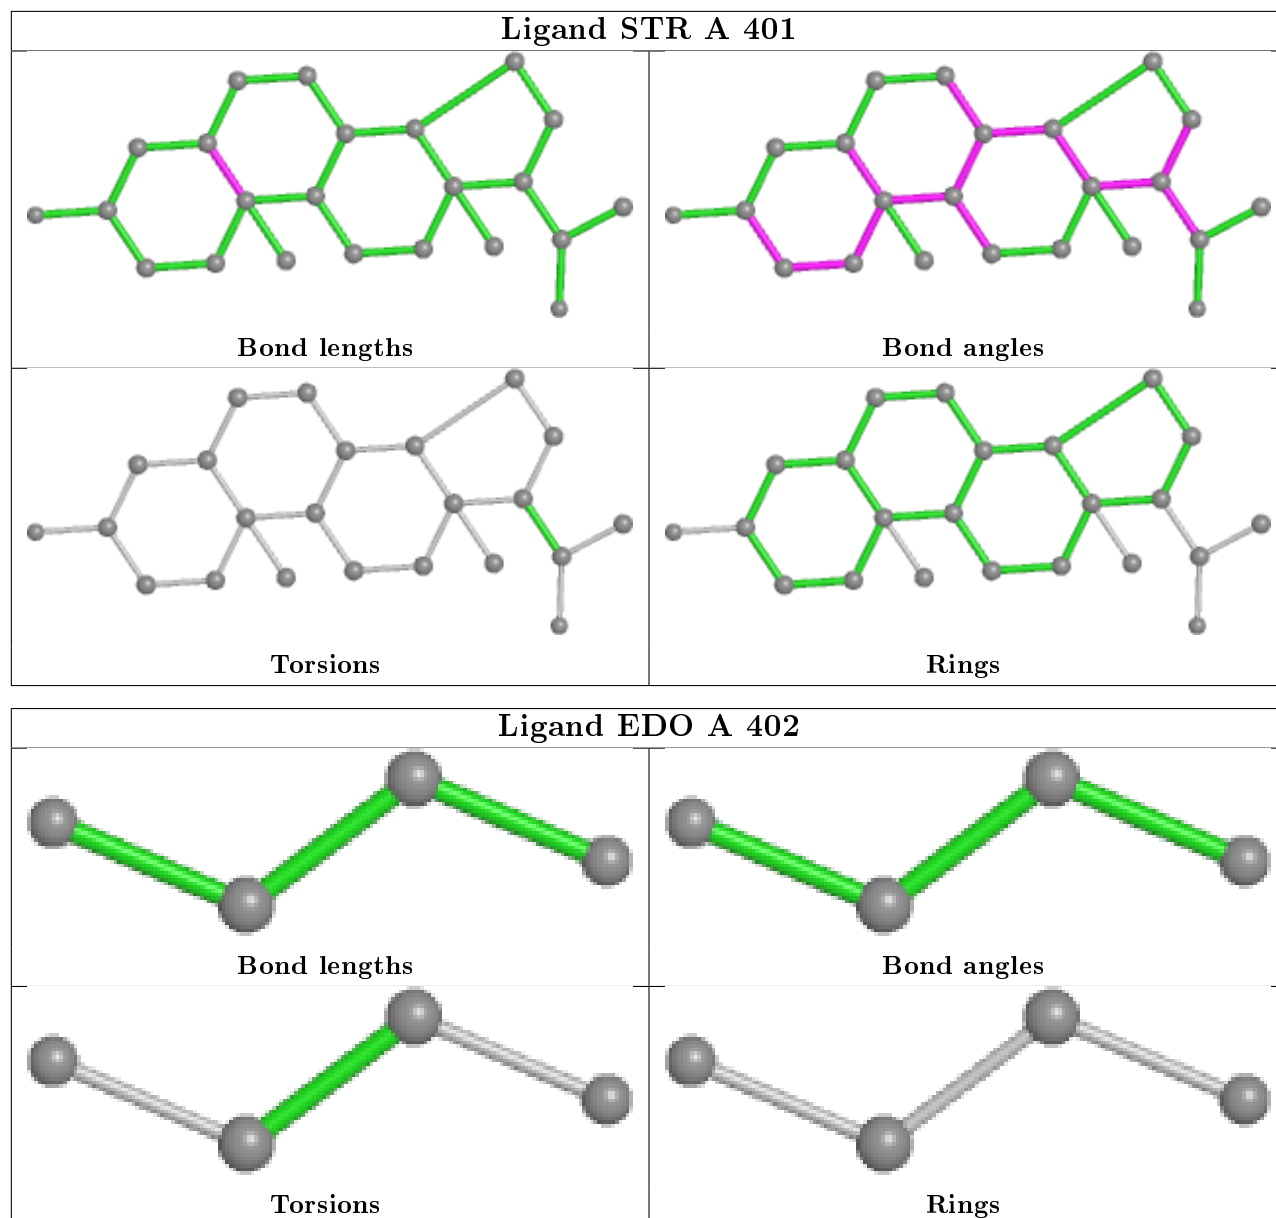 Ligand STR A 401
Bond lengths
Bond angles
Torsions
Rings
Ligand EDO A 402
Bond lengths
Bond angles
Torsions
Rings